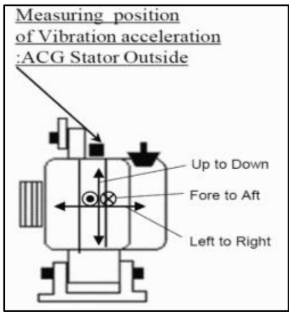 Measuring position
of Vibration acceleration
:ACG Stator Outside
Up to Down
Fore to Aft
Left to Right